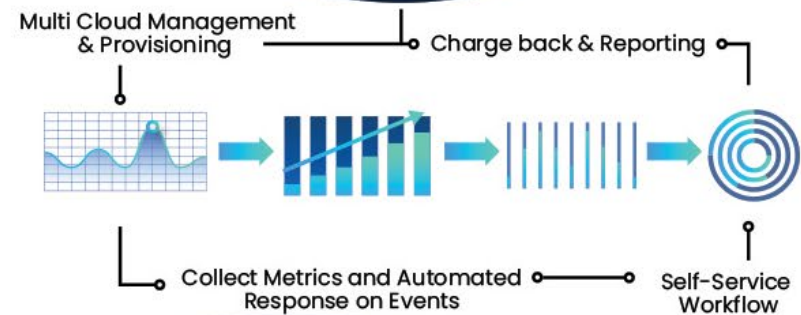 Multi Cloud Management
& Provisioning
Charge back & Reporting
Collect Metrics and Automated
Response on Events
Self-Service
Workflow